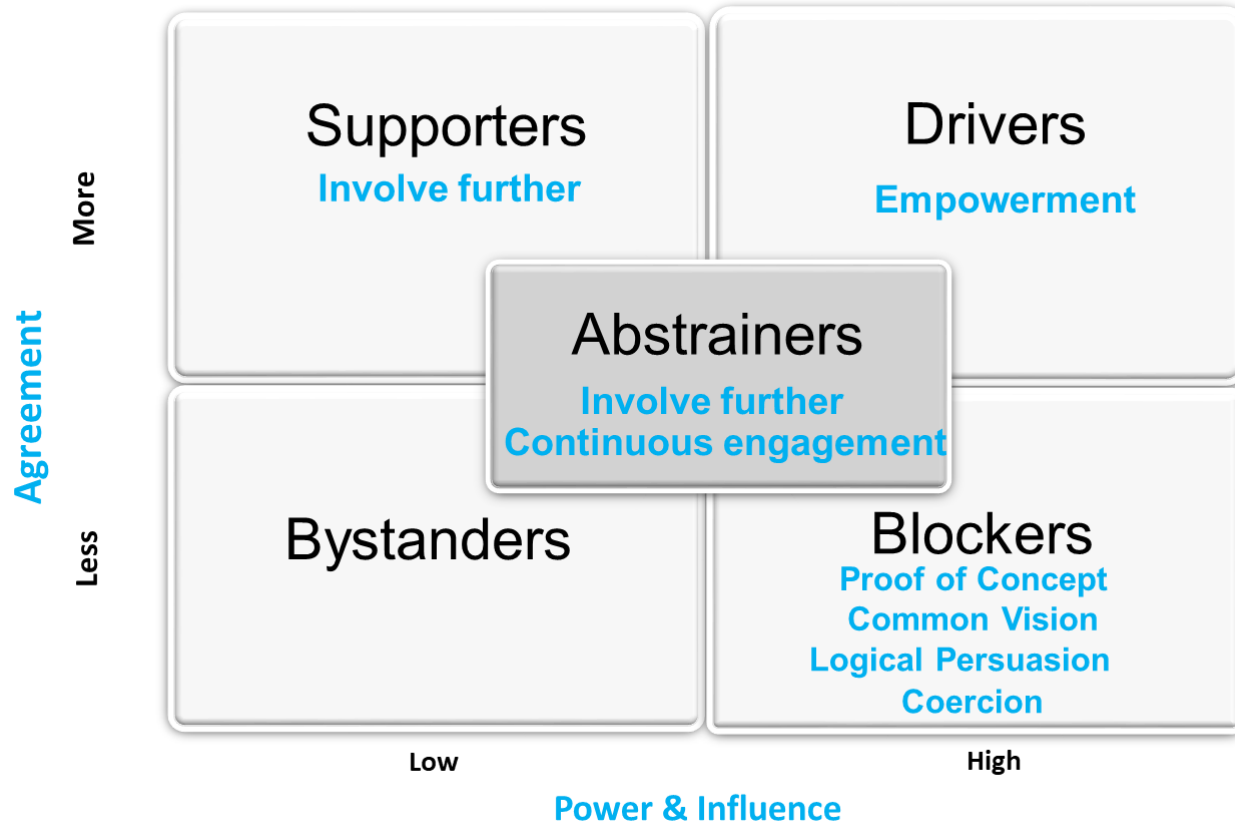 Supporters
Involve further
Drivers
Empowerment
More
Abstrainers
Involve further
Continuous engagement
Agreement
Bystanders
Less
Blockers
Proof of Concept
Common Vision
Logical Persuasion
Coercion
Low
High
Power & Influence